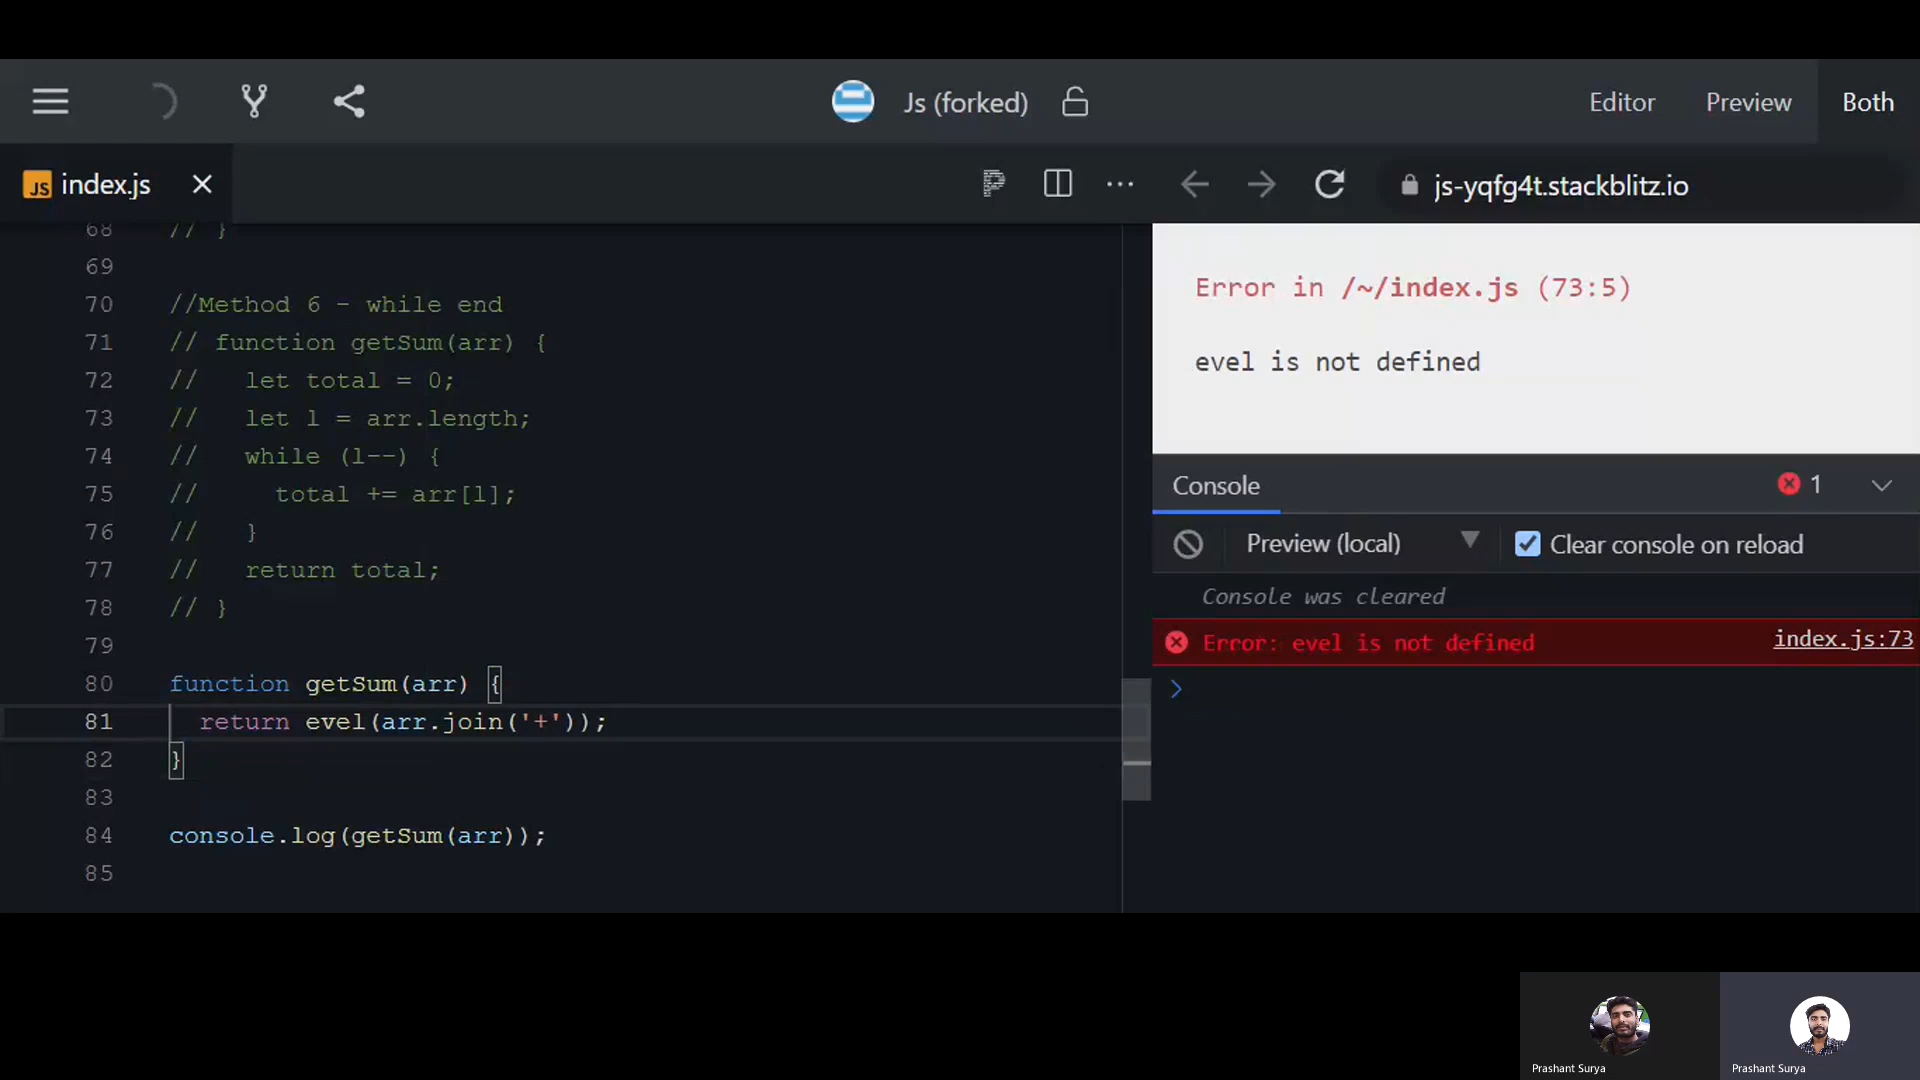 Js (forked)
Editor Preview Both
JS index.js
js-yqfg4t.stackblitz.io
68 // }
69
70 //Method 6 - while end
71 // function getSum(arr) {
72 //   let total = 0;
73 //   let l = arr.length;
74 //   while (l--) {
75 //     total += arr[l];
76 //   }
77 //   return total;
78 // }
79
80 function getSum(arr) {
81   return evel(arr.join('+'));
82 }
83
84 console.log(getSum(arr));
85
Error in /~/index.js (73:5)
evel is not defined
Console 1
Preview (local) Clear console on reload
Console was cleared
Error: evel is not defined index.js:73
Prashant Surya
Prashant Surya